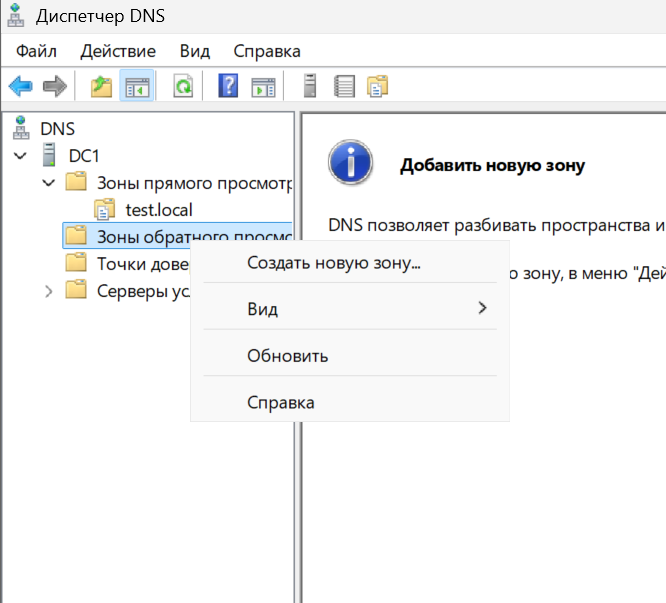 Диспетчер DNS
Файл Действие Вид Справка
DNS
DC1
Зоны прямого просмотр
test.local
Зоны обратного просмо
Точки дове
Серверы ус
Создать новую зону...
Вид
Обновить
Справка
Добавить новую зону
DNS позволяет разбивать пространства и
ю зону, в меню "Дей